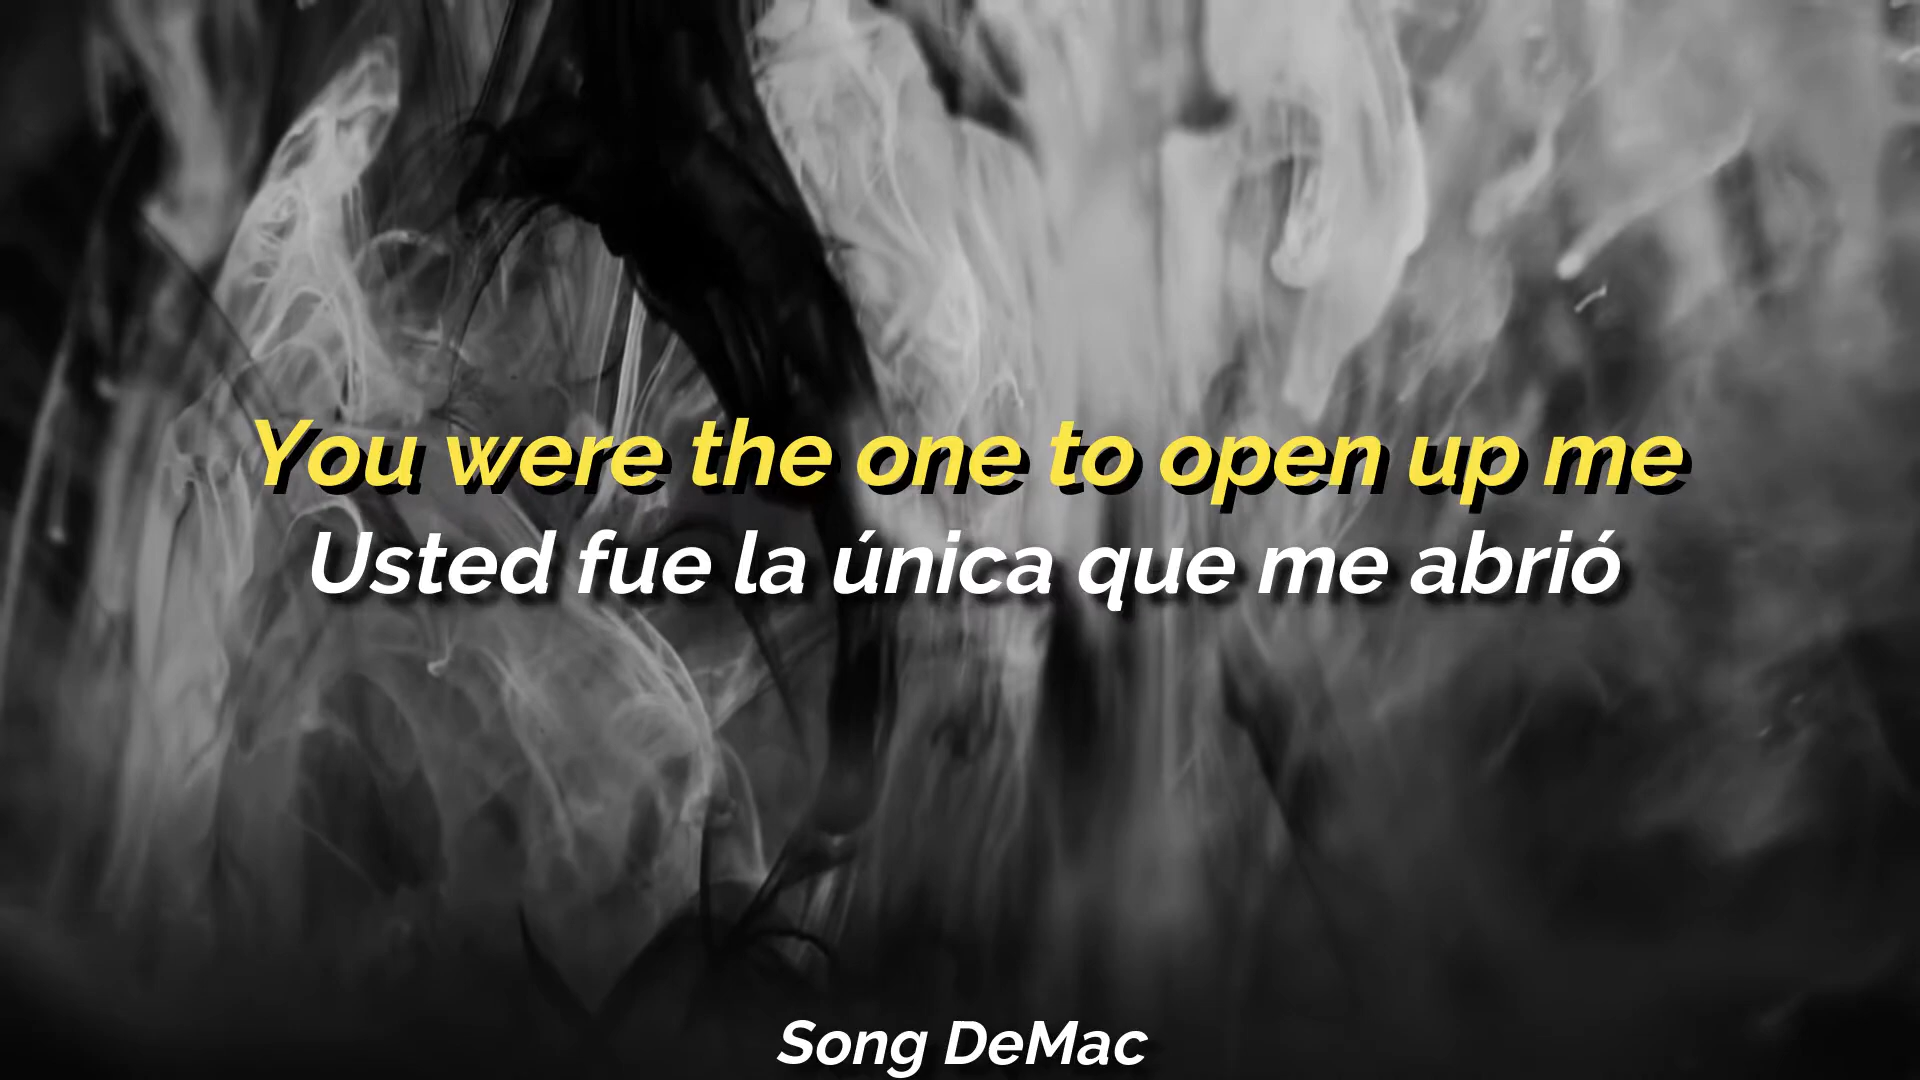 You were the one to open up me
Usted fue la única que me abrió
Song DeMac